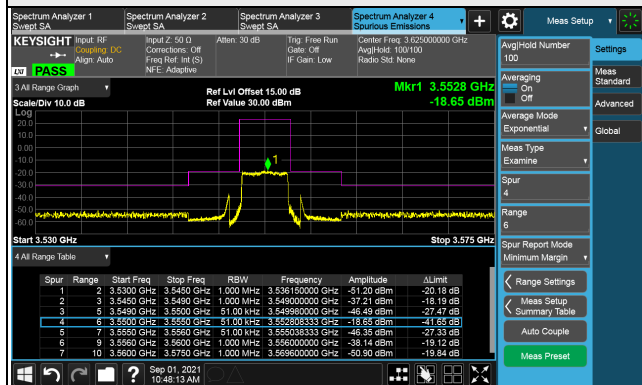 Spectrum Analyzer 1
Swept SA
Spectrum Analyzer 2
Swept SA
Spectrum Analyzer 3
Swept SA
Spectrum Analyzer 4
Spurious Emissions
Meas Setup
KEYSIGHT
LXI PASS
Input: RF
Coupling: DC
Align: Auto
Input Z: 50 Ω
Corrections: Off
Freq Ref: Int (S)
NFE: Adaptive
Atten: 30 dB
Trig: Free Run
Gate: Off
IF Gain: Low
Center Freq: 3.625000000 GHz
Avg|Hold: 100/100
Radio Std: None
3 All Range Graph
Scale/Div 10.0 dB
Ref Lvl Offset 15.00 dB
Ref Value 30.00 dBm
Mkr1 3.5528 GHz
-18.65 dBm
Log
20.0
10.0
0.00
-10.0
-20.0
-30.0
-40.0
-50.0
-60.0
1
Start 3.530 GHz
Stop 3.575 GHz
4 All Range Table
Spur Range Start Freq Stop Freq RBW Frequency Amplitude ΔLimit
1 2 3.5300 GHz 3.5450 GHz 1.000 MHz 3.536150000 GHz -51.20 dBm -20.18 dB
2 3 3.5450 GHz 3.5490 GHz 1.000 MHz 3.549000000 GHz -37.21 dBm -18.19 dB
3 5 3.5490 GHz 3.5500 GHz 51.00 kHz 3.549980000 GHz -46.49 dBm -27.47 dB
4 6 3.5500 GHz 3.5550 GHz 51.00 kHz 3.552808333 GHz -18.65 dBm -41.65 dB
5 7 3.5550 GHz 3.5560 GHz 51.00 kHz 3.555038333 GHz -46.35 dBm -27.33 dB
6 9 3.5560 GHz 3.5600 GHz 1.000 MHz 3.556000000 GHz -38.14 dBm -19.12 dB
7 10 3.5600 GHz 3.5750 GHz 1.000 MHz 3.569600000 GHz -50.90 dBm -19.84 dB
Avg|Hold Number
100
Averaging
On
Off
Average Mode
Exponential
Meas Type
Examine
Spur
4
Range
6
Spur Report Mode
Minimum Margin
Range Settings
Meas Setup
Summary Table
Auto Couple
Meas Preset
Settings
Meas
Standard
Advanced
Global
?
Sep 01, 2021
10:48:13 AM